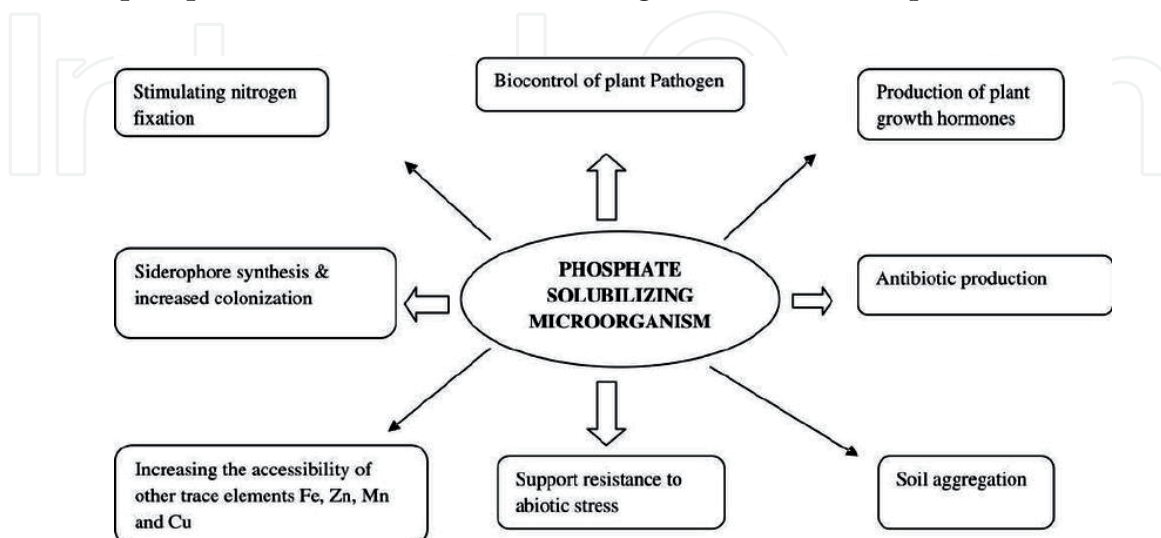 Stimulating nitrogen
fixation
Biocontrol of plant Pathogen
Production of plant
growth hormones
Siderophore synthesis &
increased colonization
PHOSPHATE
SOLUBILIZING
MICROORGANISM
Antibiotic production
Increasing the accessibility of
other trace elements Fe, Zn, Mn
and Cu
Support resistance to
abiotic stress
Soil aggregation